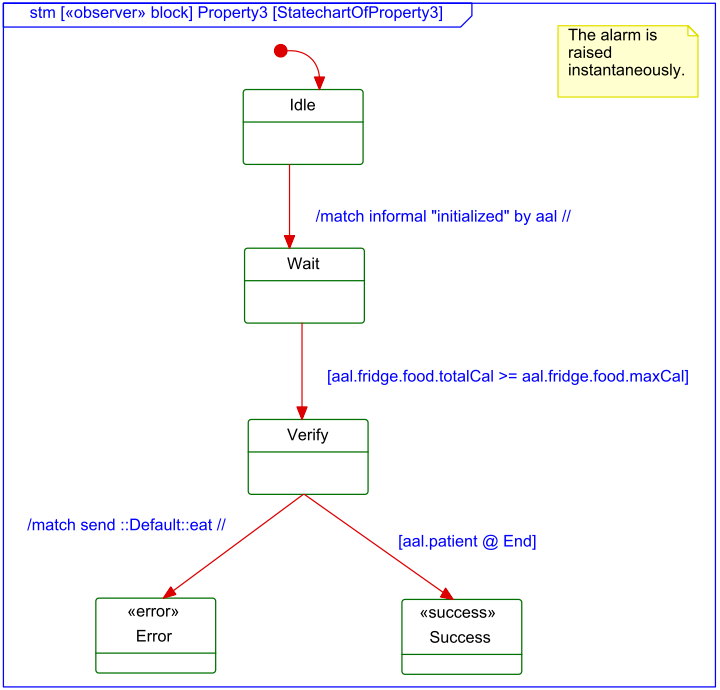 stm [«observer» block] Property3 [StatechartOfProperty3]
The alarm is
raised
instantaneously.
Idle
/match informal "initialized" by aal //
Wait
[aal.fridge.food.totalCal >= aal.fridge.food.maxCal]
Verify
/match send ::Default::eat //
[aal.patient @ End]
«error»
Error
«success»
Success